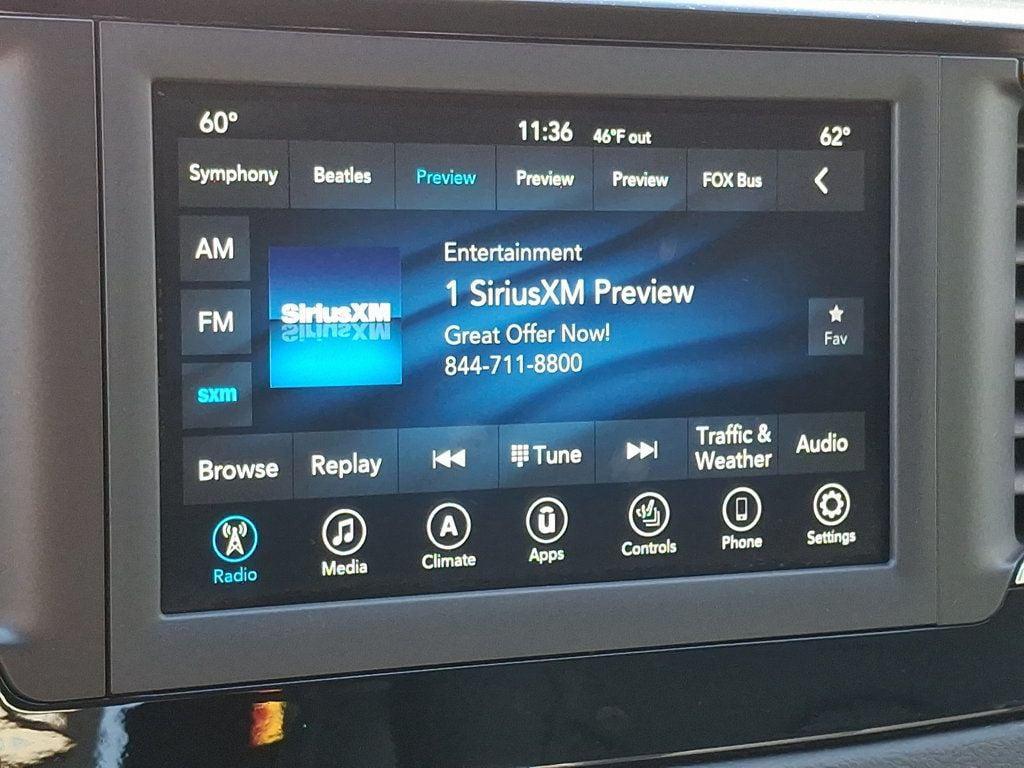 60°
11:36
46°F out
62°
Symphony
Beatles
Preview
Preview
Preview
FOX Bus
AM
FM
sxm
SiriusXM
Entertainment
1 SiriusXM Preview
Great Offer Now!
844-711-8800
Fav
Browse
Replay
Tune
Traffic &
Weather
Audio
A
Radio
Media
Climate
Apps
Controls
Phone
Settings